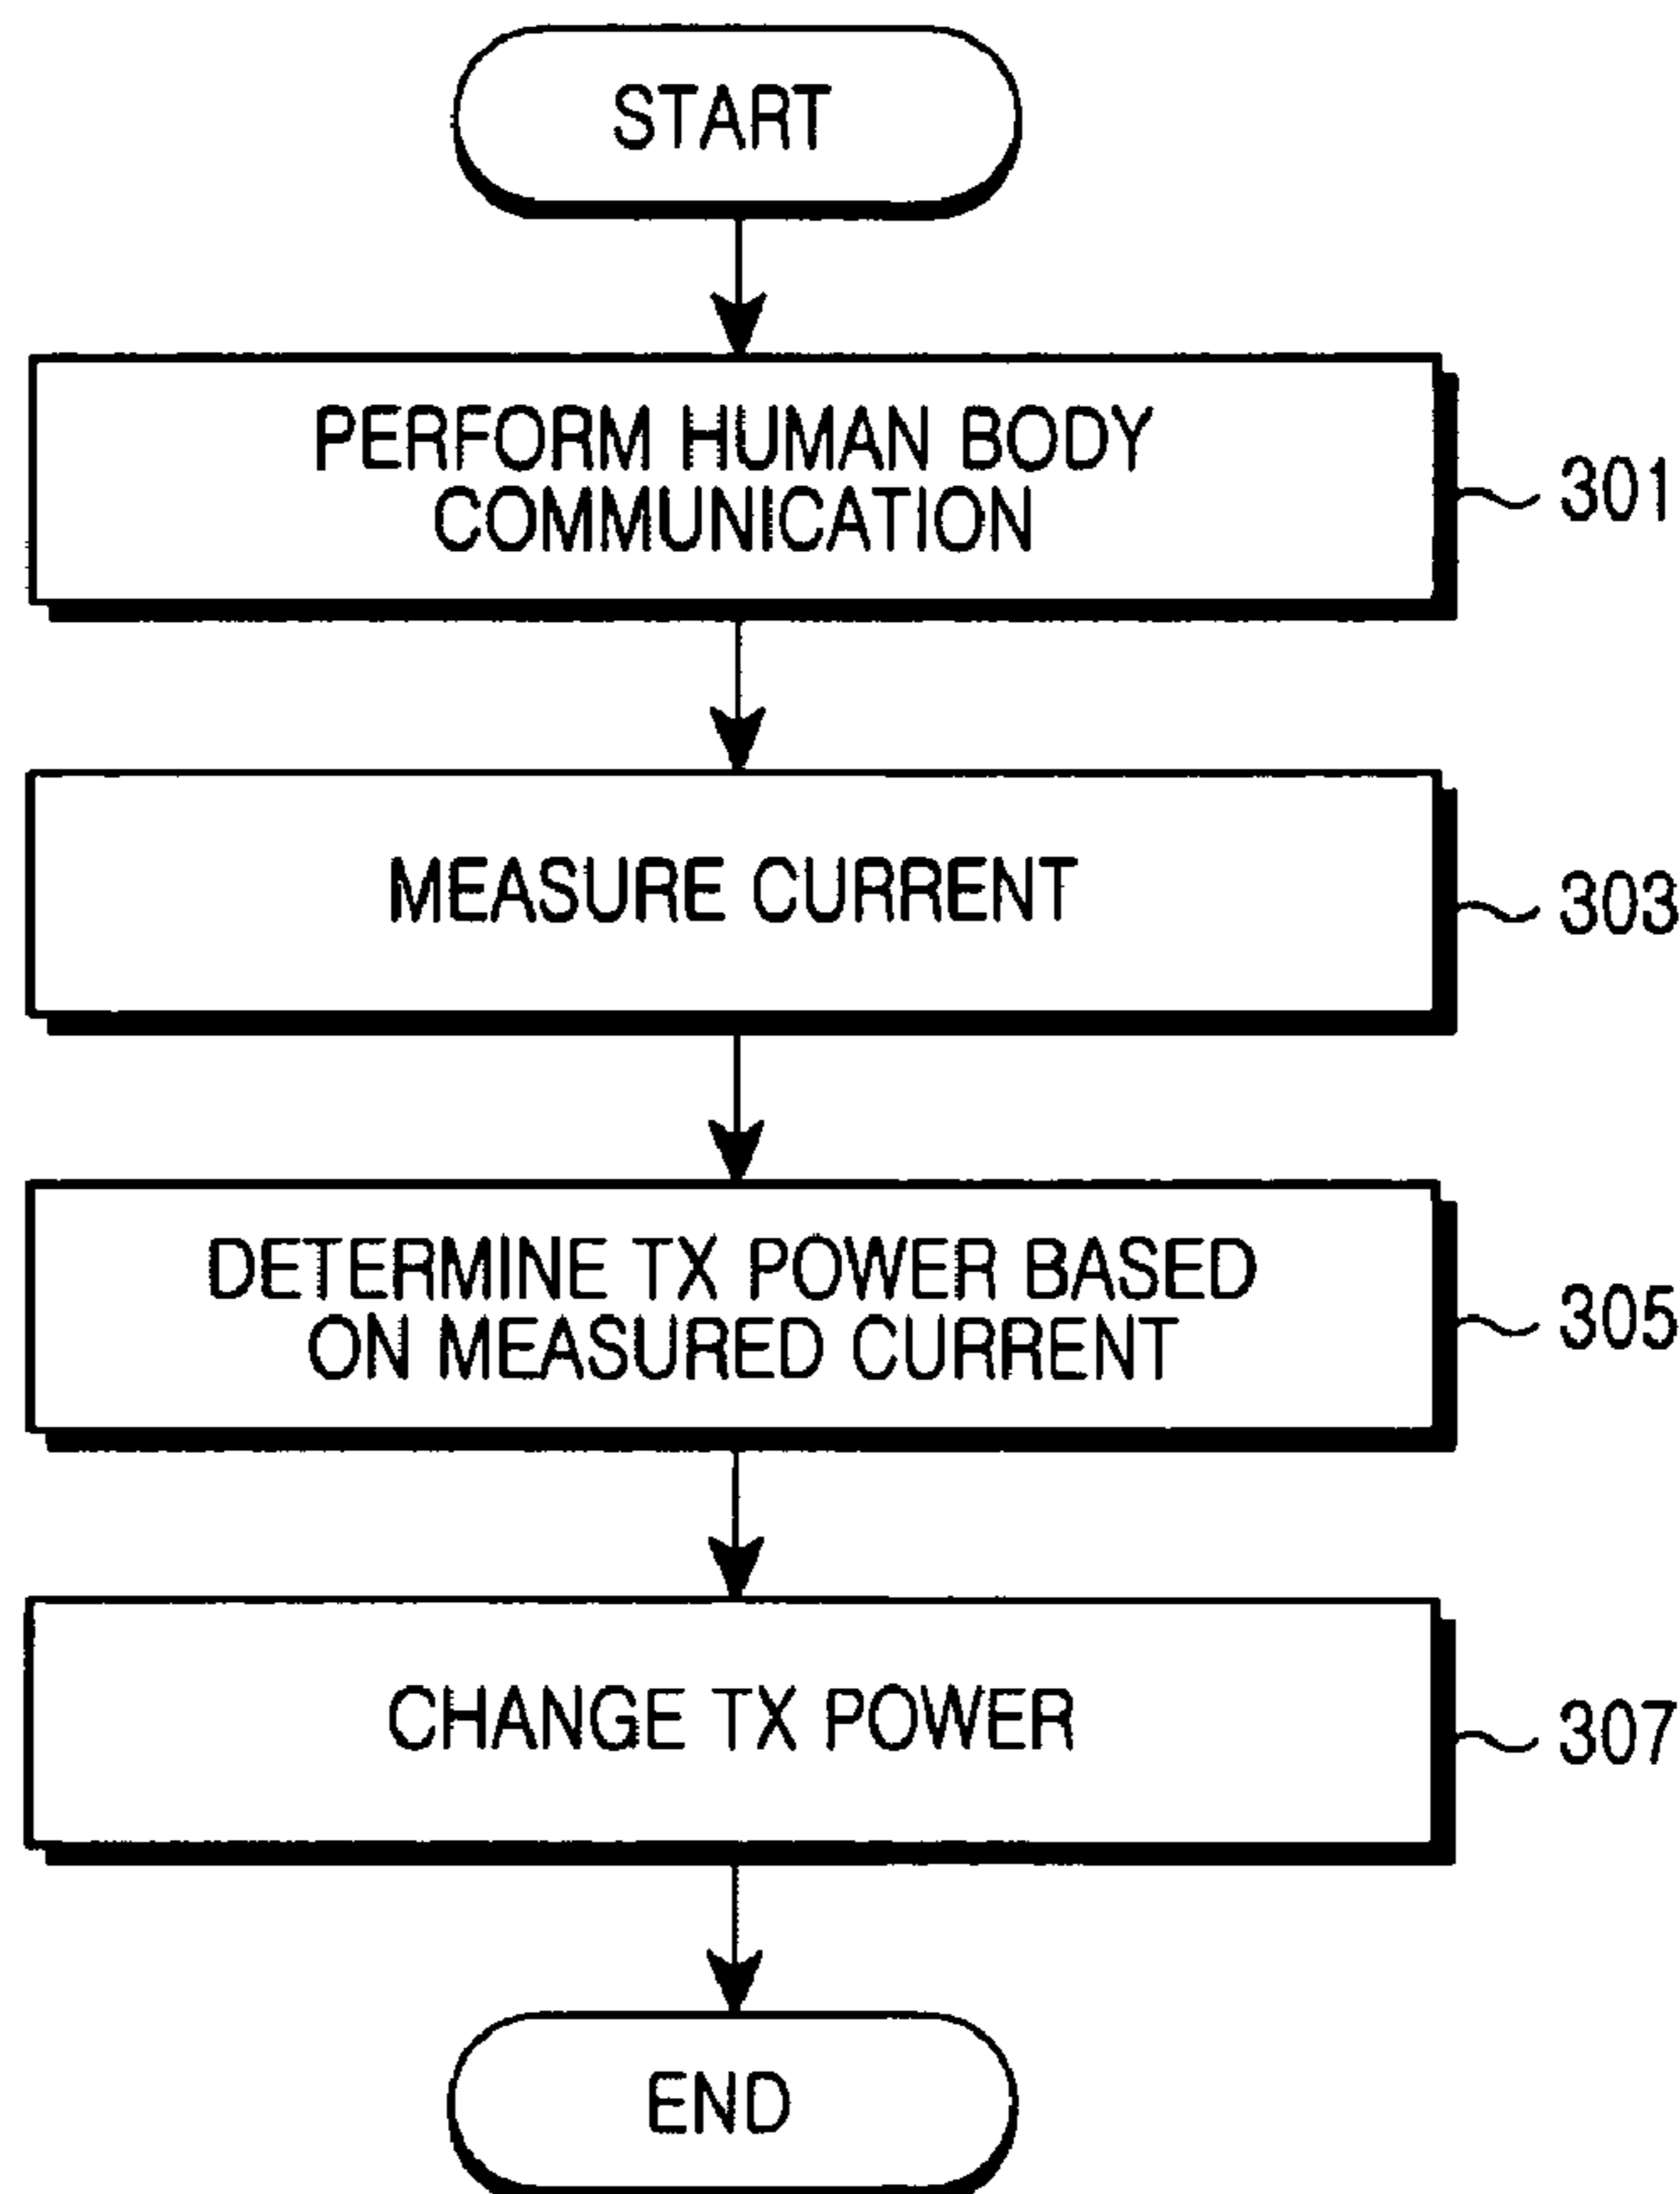 START
PERFORM HUMAN BODY
COMMUNICATION
301
MEASURE CURRENT
303
DETERMINE TX POWER BASED
ON MEASURED CURRENT
305
CHANGE TX POWER
307
END